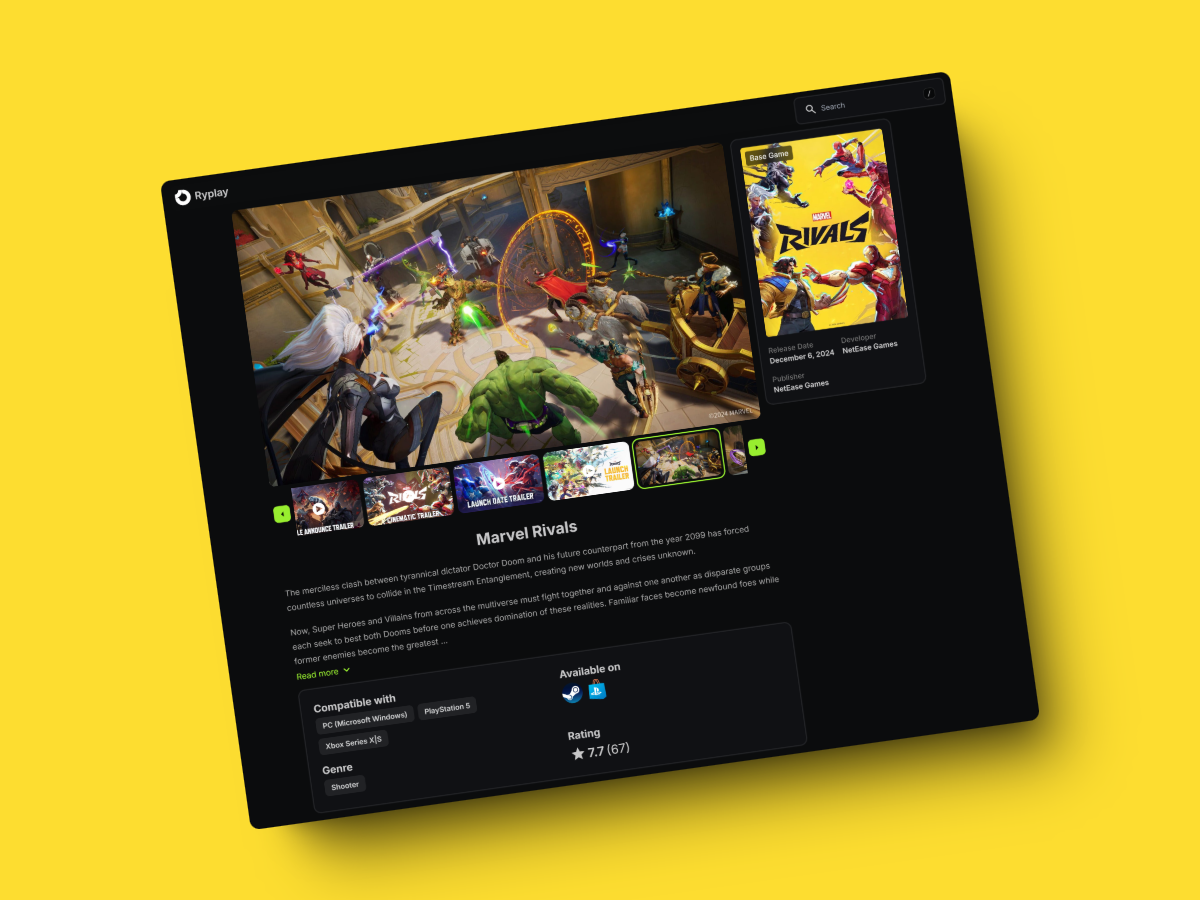 Ryplay
Search
/
Base Game
MARVEL
RIVALS
Release Date
December 6, 2024
Developer
NetEase Games
Publisher
NetEase Games
©2024 MARVEL
LE ANNOUNCE TRAILER
RIVALS
CINEMATIC TRAILER
LAUNCH DATE TRAILER
LAUNCH
TRAILER
Marvel Rivals
The merciless clash between tyrannical dictator Doctor Doom and his future counterpart from the year 2099 has forced
countless universes to collide in the Timestream Entanglement, creating new worlds and crises unknown.
Now, Super Heroes and Villains from across the multiverse must fight together and against one another as disparate groups
each seek to best both Dooms before one achieves domination of these realities. Familiar faces become newfound foes while
former enemies become the greatest ...
Read more
Compatible with
PC (Microsoft Windows)
PlayStation 5
Xbox Series X|S
Genre
Shooter
Available on
Rating
7.7 (67)